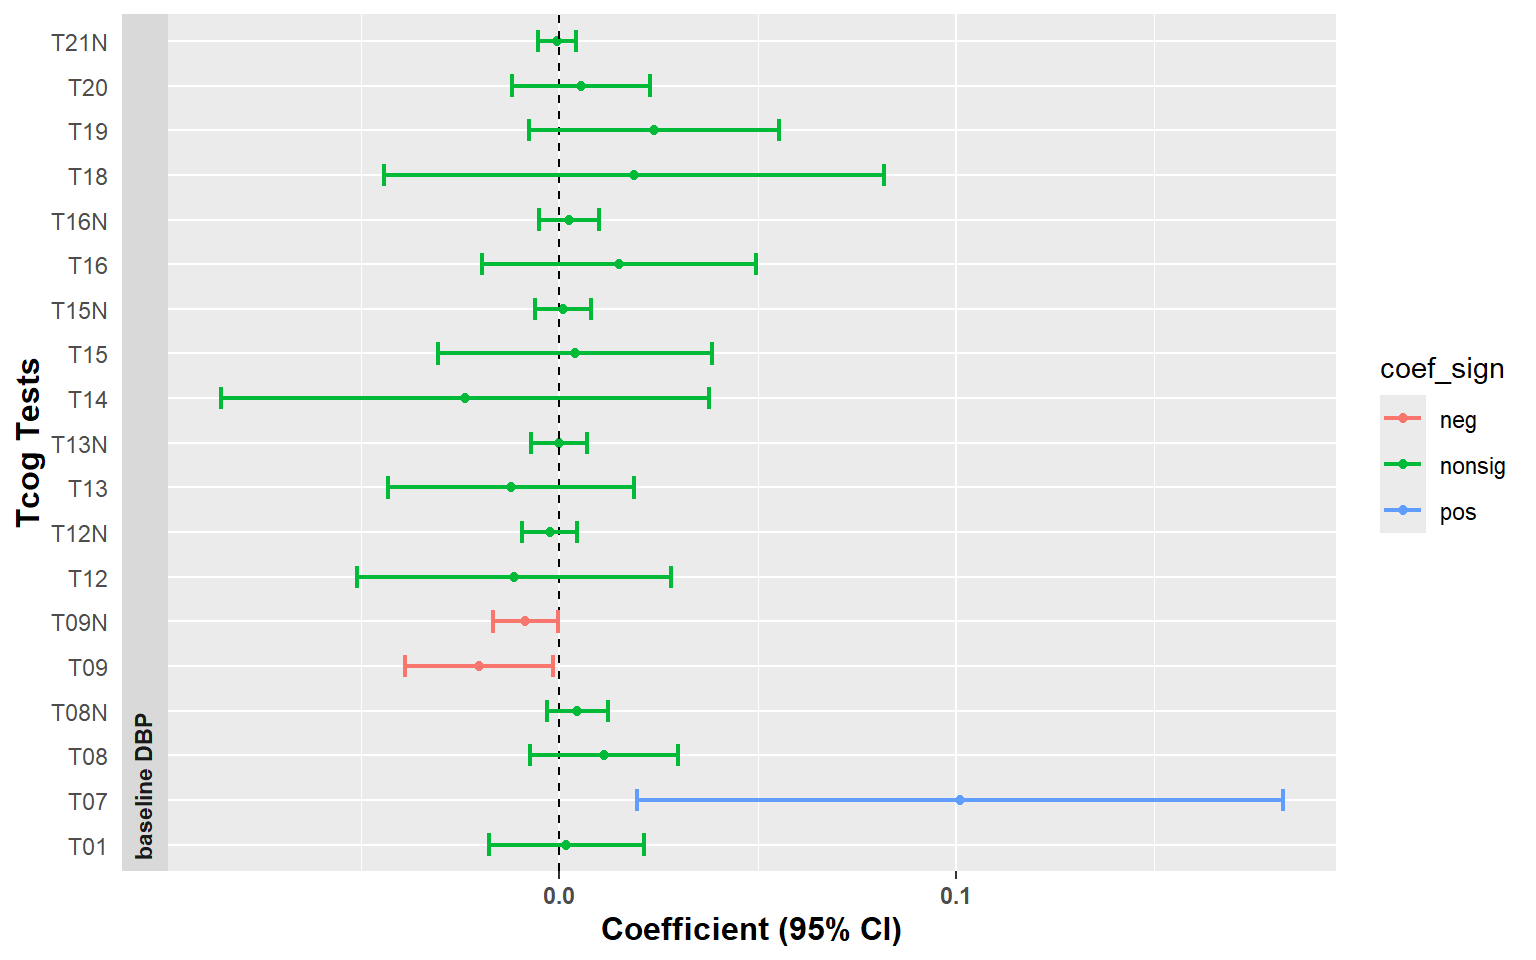 T21N
T20
T19
T18
T16N
T16
T15N
T15
T14
T13N
T13
T12N
T12
T09N
T09
T08N
T08
T07
T01
Tcog Tests
baseline DBP
0.0
0.1
Coefficient (95% CI)
coef_sign
neg
nonsig
pos